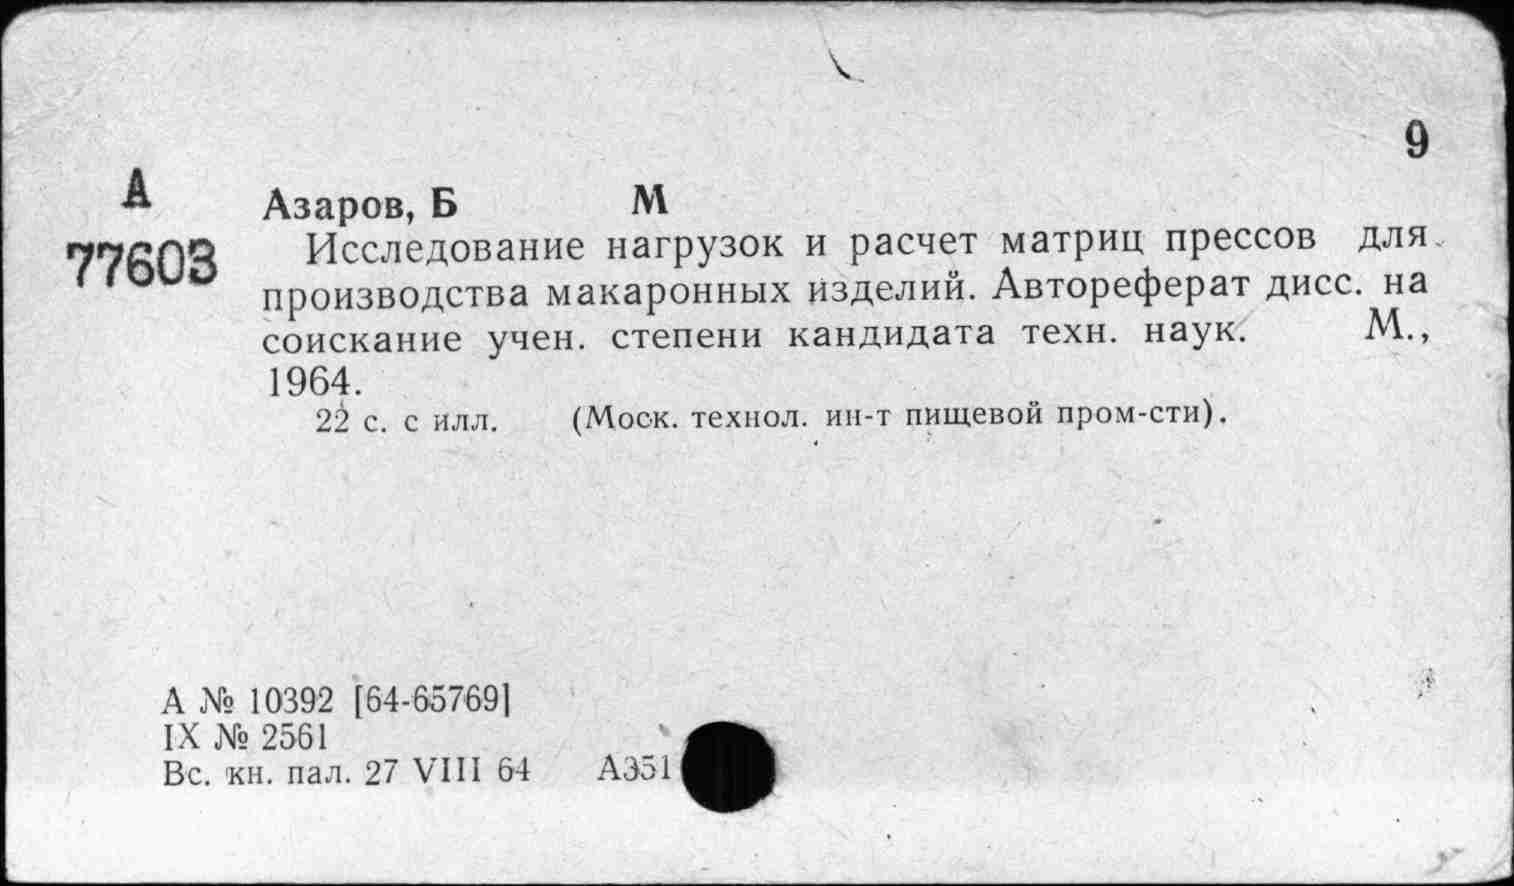 9
А
77603
Азаров, Б М
Исследование нагрузок и расчет матриц прессов для
производства макаронных изделий. Автореферат дисс. на
соискание учен. степени кандидата техн. наук. М.,
1964.
22 с. с илл. (Моск. технол. ин-т пищевой пром-сти).
А № 10392 [64-65769]
IX № 2561
Вс. кн. пал. 27 VIII 64 А351